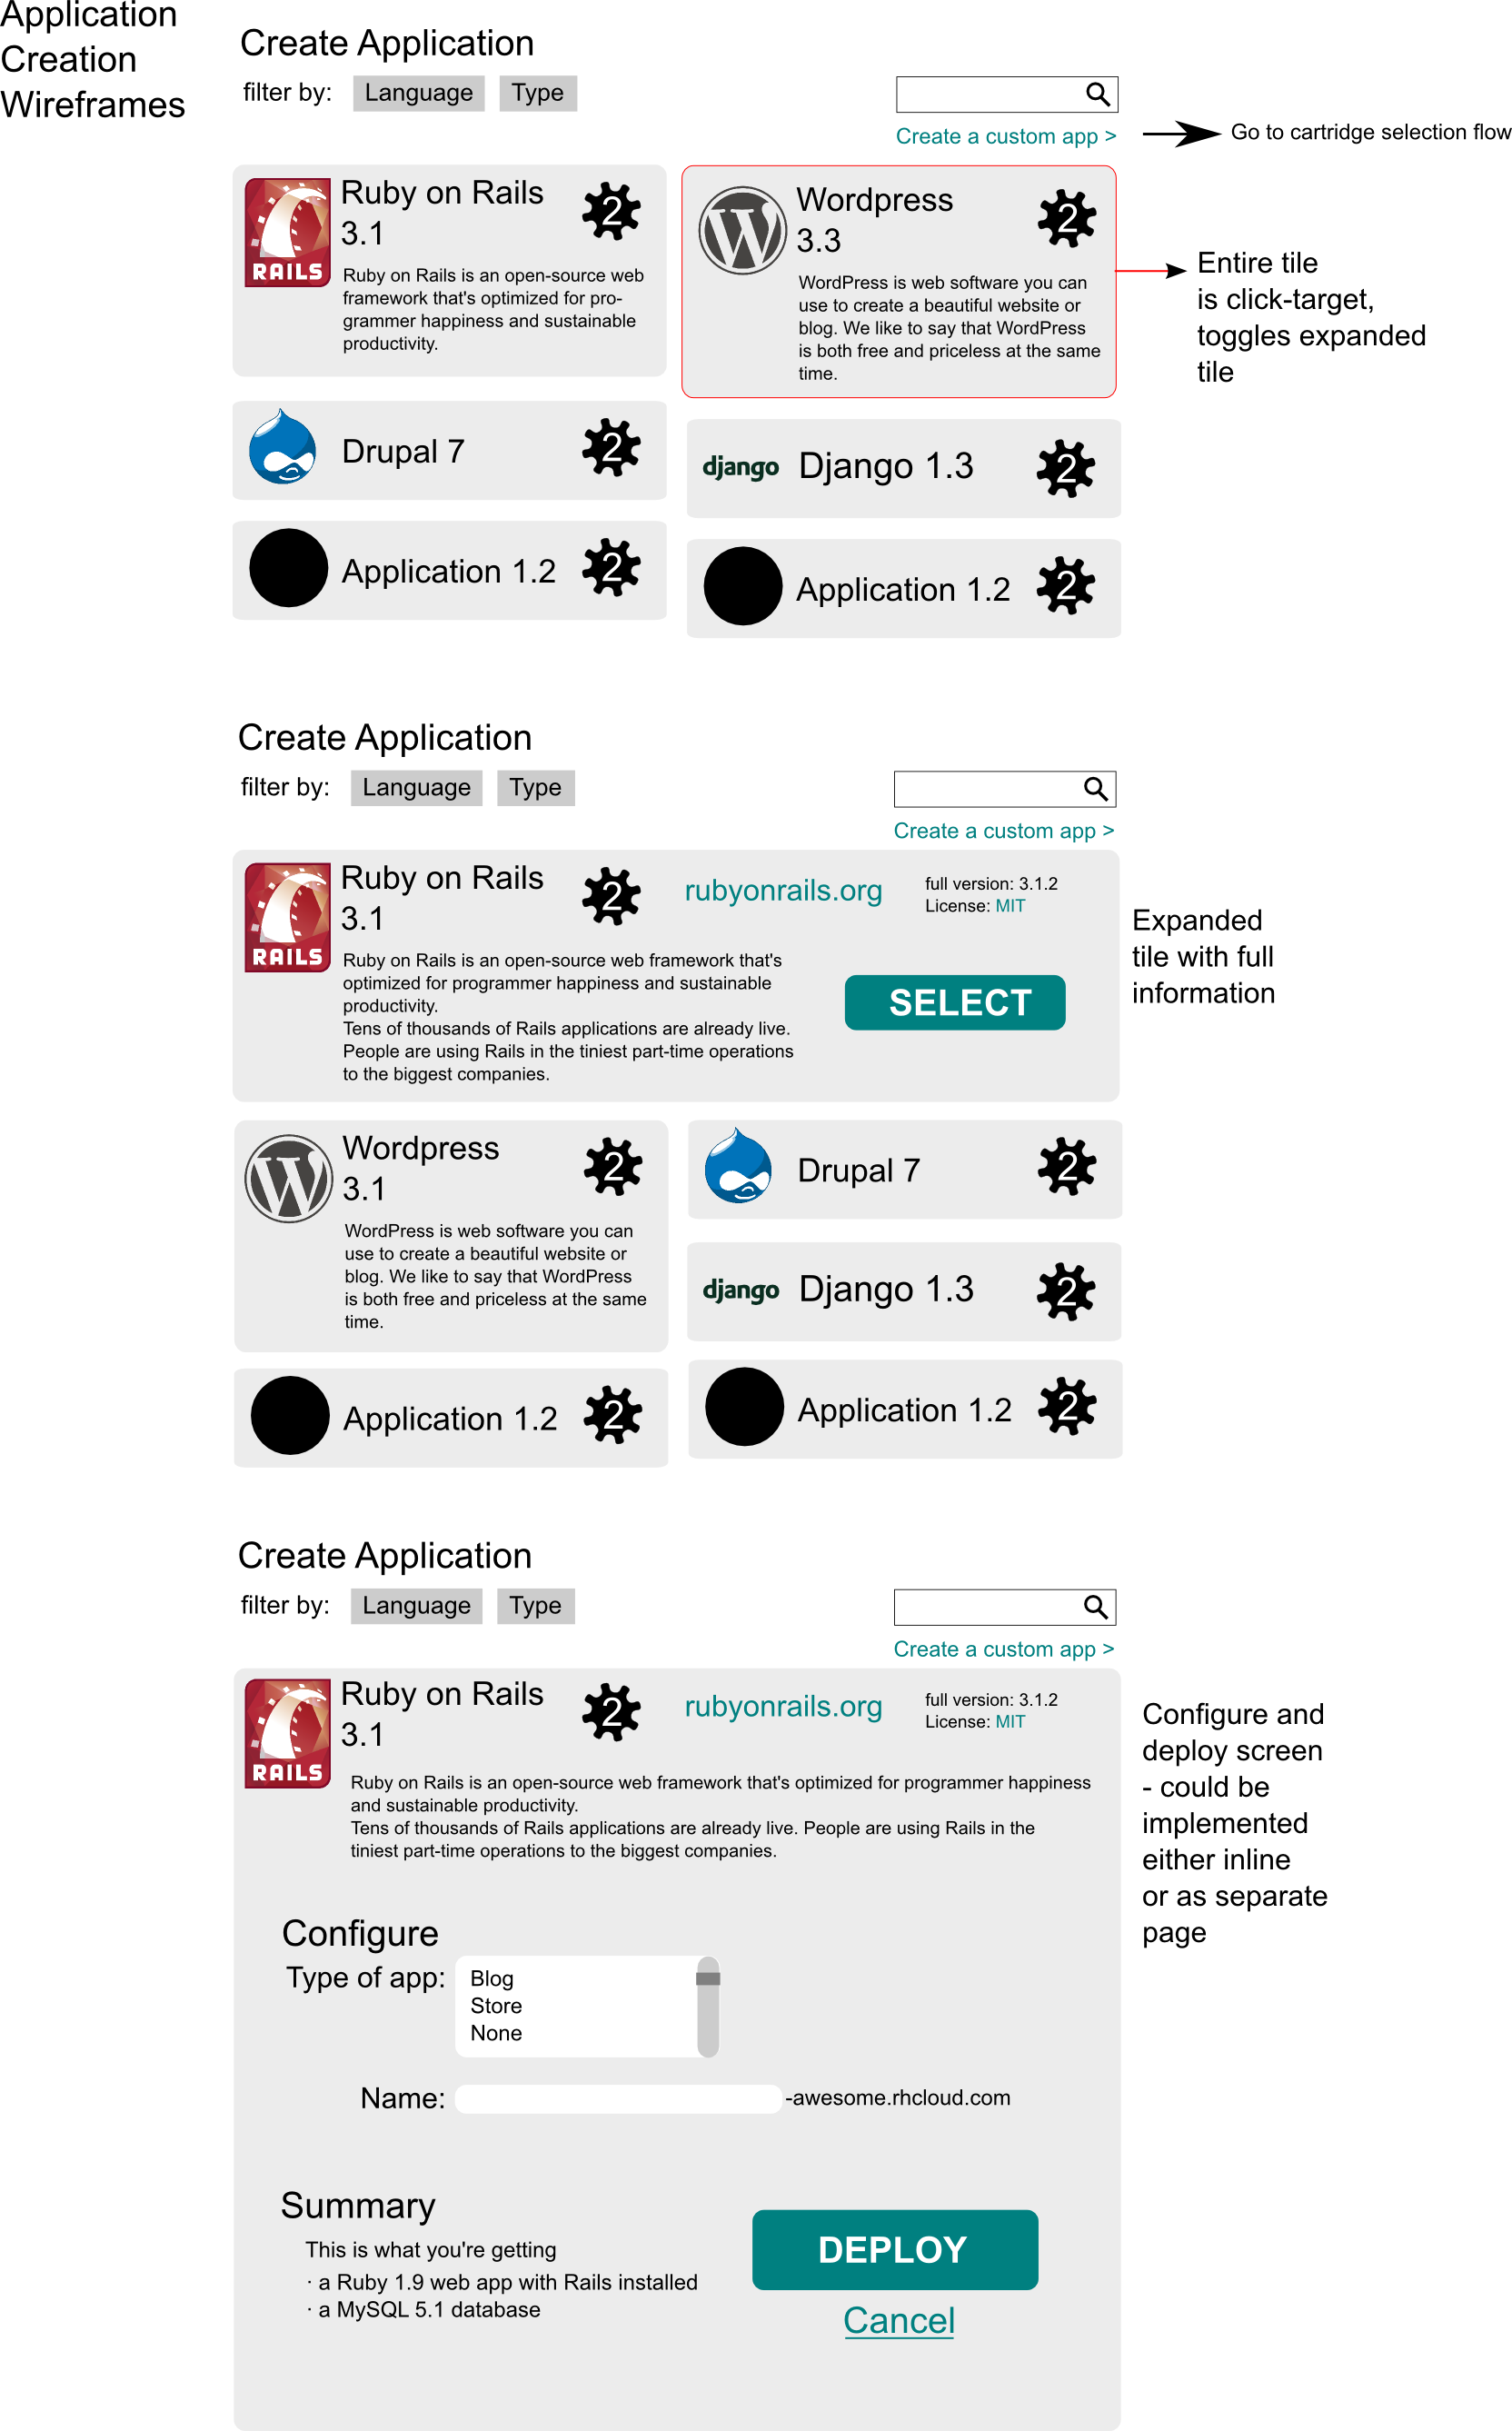 Application
Creation
Wireframes
Create Application
filter by: Language Type
Create a custom app >
Go to cartridge selection flow
RAILS
Ruby on Rails
3.1
2
Ruby on Rails is an open-source web
framework that's optimized for pro-
grammer happiness and sustainable
productivity.
W
Wordpress
3.3
2
WordPress is web software you can
use to create a beautiful website or
blog. We like to say that WordPress
is both free and priceless at the same
time.
Entire tile
is click-target,
toggles expanded
tile
Drupal 7
2
django Django 1.3
2
Application 1.2
2
Application 1.2
2
Create Application
filter by: Language Type
Create a custom app >
RAILS
Ruby on Rails
3.1
2
rubyonrails.org
full version: 3.1.2
License: MIT
Ruby on Rails is an open-source web framework that's
optimized for programmer happiness and sustainable
productivity.
Tens of thousands of Rails applications are already live.
People are using Rails in the tiniest part-time operations
to the biggest companies.
SELECT
Expanded
tile with full
information
W
Wordpress
3.1
2
WordPress is web software you can
use to create a beautiful website or
blog. We like to say that WordPress
is both free and priceless at the same
time.
Drupal 7
2
django Django 1.3
2
Application 1.2
2
Application 1.2
2
Create Application
filter by: Language Type
Create a custom app >
RAILS
Ruby on Rails
3.1
2
rubyonrails.org
full version: 3.1.2
License: MIT
Ruby on Rails is an open-source web framework that's optimized for programmer happiness
and sustainable productivity.
Tens of thousands of Rails applications are already live. People are using Rails in the
tiniest part-time operations to the biggest companies.
Configure and
deploy screen
- could be
implemented
either inline
or as separate
page
Configure
Type of app:
Blog
Store
None
Name: -awesome.rhcloud.com
Summary
This is what you're getting
· a Ruby 1.9 web app with Rails installed
· a MySQL 5.1 database
DEPLOY
Cancel